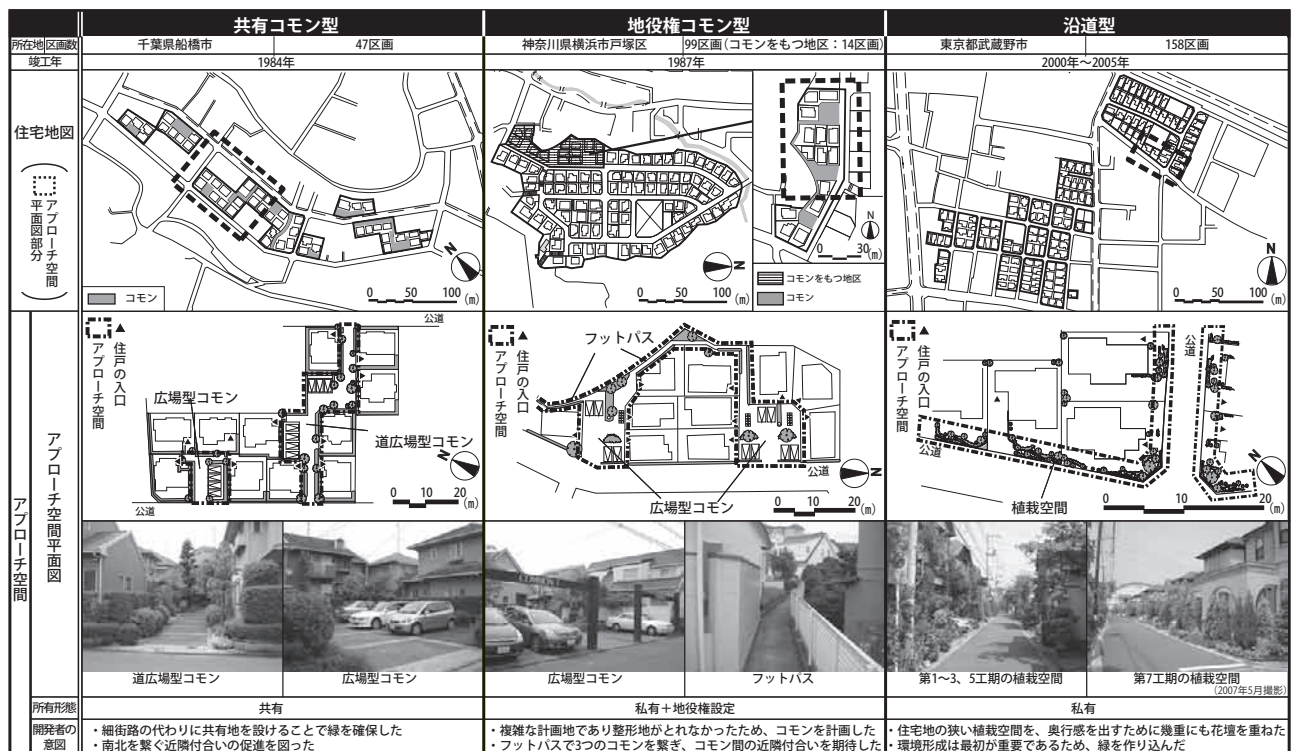 共有コモン型 地役権コモン型 沿道型
所在地 区画数 千葉県船橋市 47区画 神奈川県横浜市戸塚区 99区画(コモンをもつ地区：14区画) 東京都武蔵野市 158区画
竣工年 1984年 1987年 2000年～2005年
住宅地図
アプローチ空間
平面図部分
コモン
N
0 50 100 (m)
N
0 50 100 (m)
N
0 30 (m)
コモンをもつ地区
コモン
N
0 50 100 (m)
アプローチ空間
アプローチ空間平面図
▲住戸の入口
アプローチ空間
公道
広場型コモン
道広場型コモン
公道
N
0 10 20 (m)
▲住戸の入口
アプローチ空間
フットパス
公道
広場型コモン
N
0 10 20 (m)
▲住戸の入口
アプローチ空間
公道
公道
植栽空間
N
0 10 20 (m)
COMMON 1
道広場型コモン 広場型コモン 広場型コモン フットパス 第1～3、5工期の植栽空間 第7工期の植栽空間
(2007年5月撮影)
所有形態 共有 私有＋地役権設定 私有
開発者の意図
・細街路の代わりに共有地を設けることで緑を確保した
・南北を繋ぐ近隣付合いの促進を図った
・複雑な計画地であり整形地がとれなかったため、コモンを計画した
・フットパスで3つのコモンを繋ぎ、コモン間の近隣付合いを期待した
・住宅地の狭い植栽空間を、奥行感を出すために幾重にも花壇を重ねた
・環境形成は最初が重要であるため、緑を作り込んだ